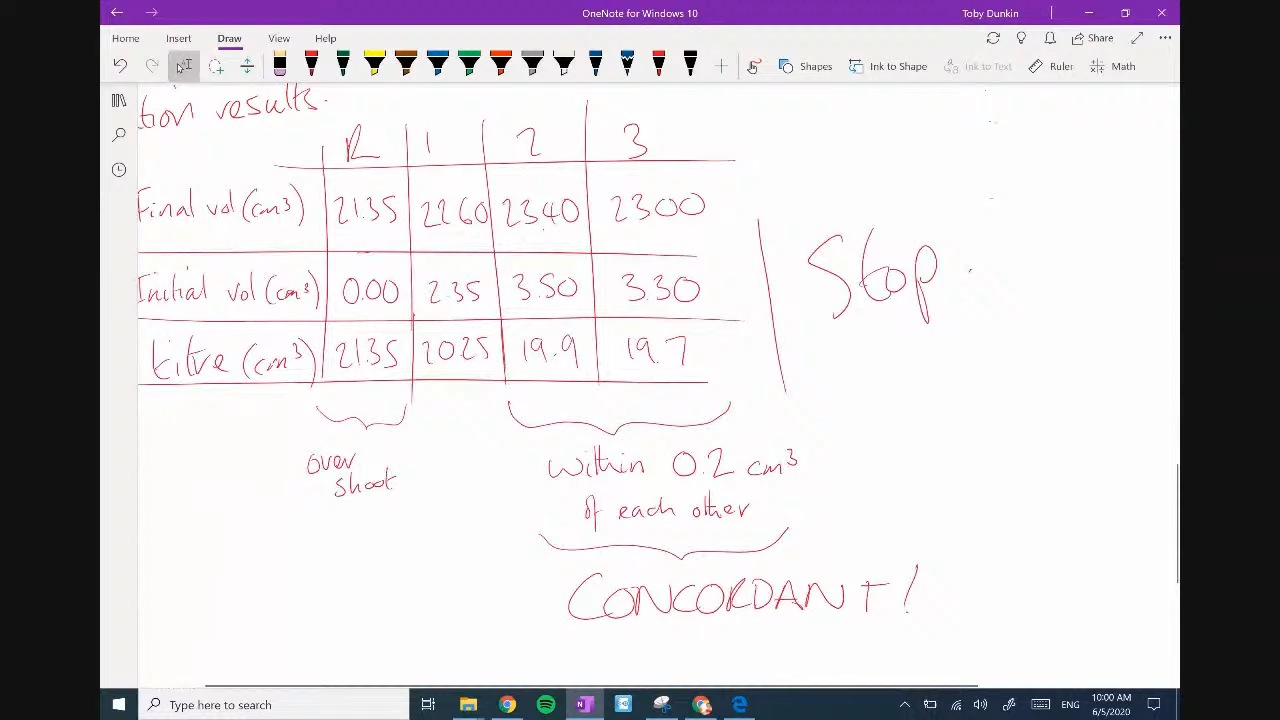 OneNote for Windows 10
Toby Dunkin
Home Insert Draw View Help
Share
Shapes Ink to Shape Ink to Text Ruler Math
tion results.
R 1 2 3
Final vol (cm³) 21.35 22.60 23.40 23.00
Initial vol (cm³) 0.00 2.35 3.50 3.30
titre (cm³) 21.35 20.25 19.9 19.7
Stop.
over
shoot
within 0.2 cm³
of each other
CONCORDANT!
Type here to search
10:00 AM
6/5/2020